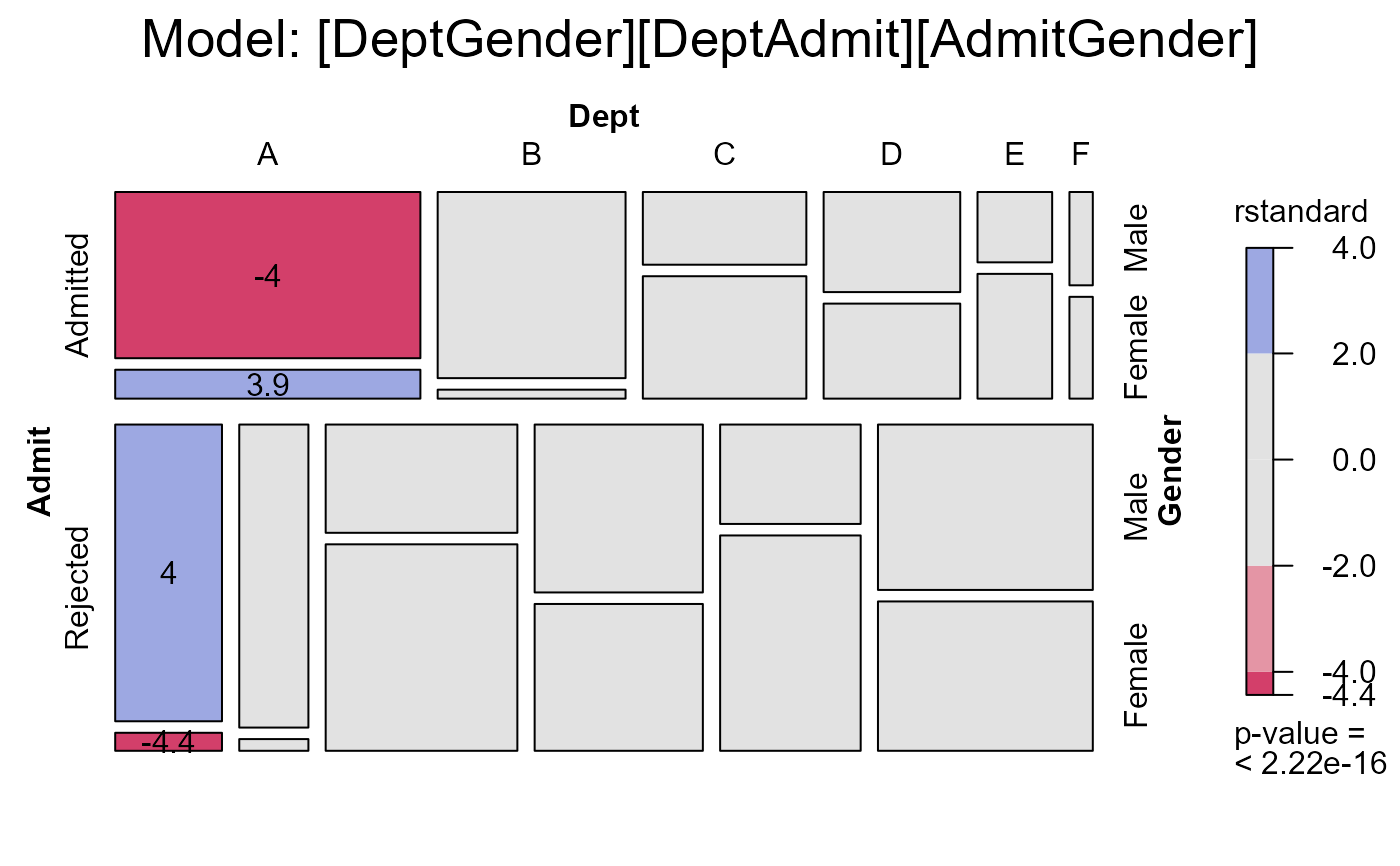 Model: [DeptGender][DeptAdmit][AdmitGender]
Dept
A B C D E F
Admit
Admitted
Rejected
-4
3.9
4
-4.4
Male
Female
Male
Female
Gender
rstandard
4.0
2.0
0.0
-2.0
-4.0
-4.4
p-value =
< 2.22e-16